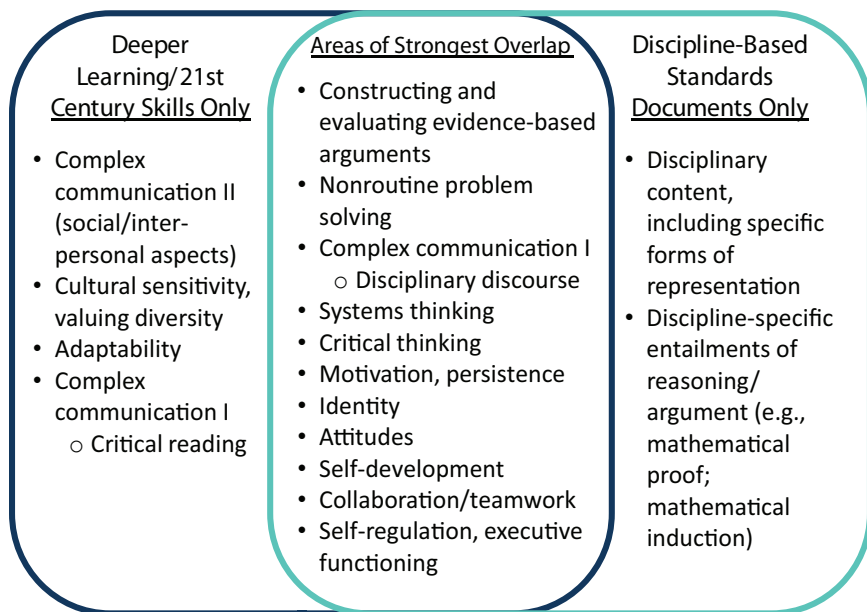 Deeper
Learning/21st
Century Skills Only
• Complex
communication II
(social/inter-
personal aspects)
• Cultural sensitivity,
valuing diversity
• Adaptability
• Complex
communication I
o Critical reading
Areas of Strongest Overlap
• Constructing and
evaluating evidence-based
arguments
• Nonroutine problem
solving
• Complex communication I
o Disciplinary discourse
• Systems thinking
• Critical thinking
• Motivation, persistence
• Identity
• Attitudes
• Self-development
• Collaboration/teamwork
• Self-regulation, executive
functioning
Discipline-Based
Standards
Documents Only
• Disciplinary
content,
including specific
forms of
representation
• Discipline-specific
entailments of
reasoning/
argument (e.g.,
mathematical
proof;
mathematical
induction)